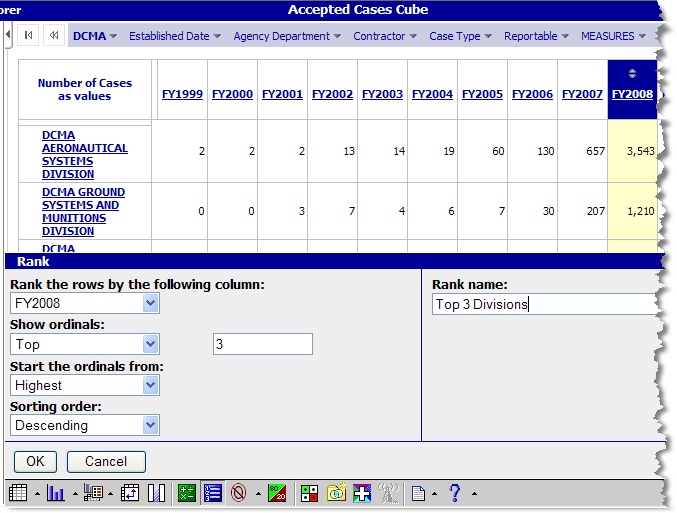 orer
Accepted Cases Cube
DCMA Established Date Agency Department Contractor Case Type Reportable MEASURES
Number of Cases
as values
FY1999 FY2000 FY2001 FY2002 FY2003 FY2004 FY2005 FY2006 FY2007 FY2008
DCMA
AERONAUTICAL
SYSTEMS
DIVISION
2 2 2 13 14 19 60 130 657 3,543
DCMA GROUND
SYSTEMS AND
MUNITIONS
DIVISION
0 0 3 7 4 6 7 30 207 1,210
DCMA
Rank
Rank the rows by the following column:
FY2008
Show ordinals:
Top 3
Start the ordinals from:
Highest
Sorting order:
Descending
Rank name:
Top 3 Divisions
OK Cancel
80
20
?